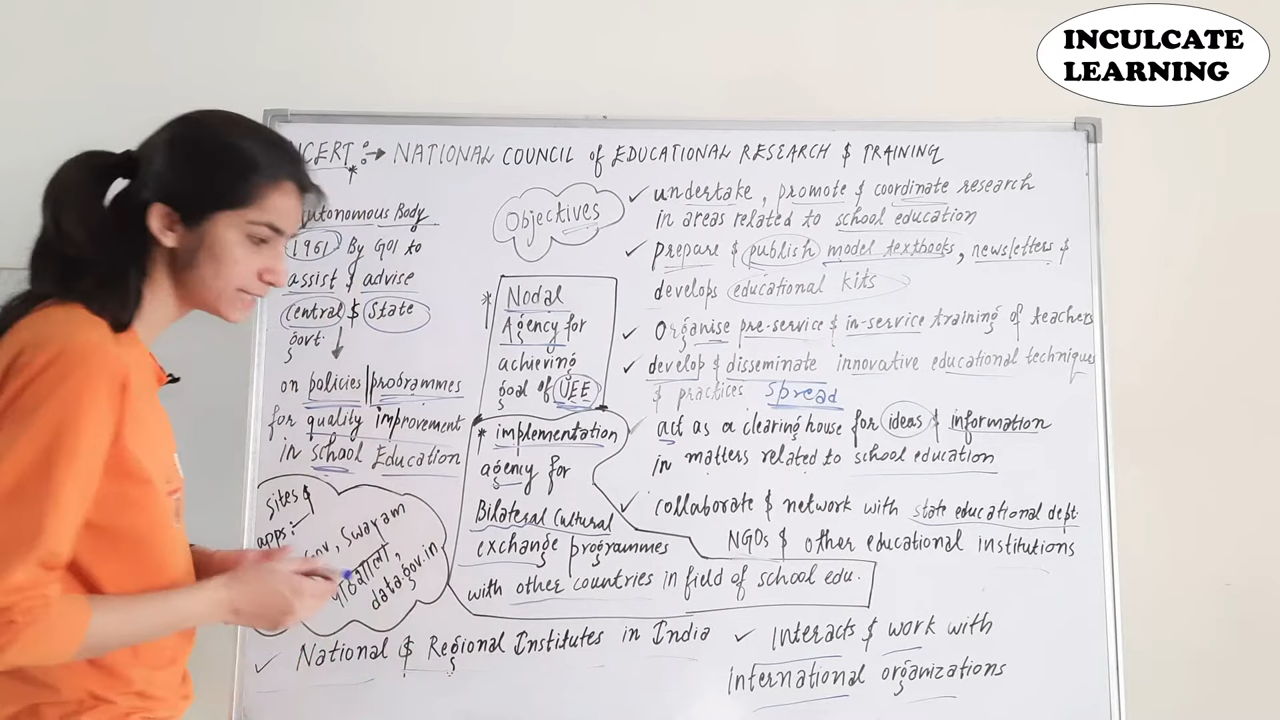 INCULCATE
LEARNING
NCERT :→ NATIONAL COUNCIL of EDUCATIONAL RESEARCH & TRAINING
Autonomous Body
1961 By GOI to
assist & advise
central & State
govt.
on policies programmes
for quality improvement
in school Education
Sites &
apps:
gov, Swaram
data.gov.in
Objectives
* Nodal
Agency for
achieving
goal of UEE
* implementation
agency for
Bilateral Cultural
exchange programmes
with other countries in field of school edu.
✓ undertake, promote & coordinate research
in areas related to school education
✓ prepare & publish model textbooks, newsletters &
develops educational kits
✓ Organise pre-service & in-service training of teachers
✓ develop & disseminate innovative educational techniques
& practices spread
✓ act as a clearing house for ideas & information
in matters related to school education
✓ collaborate & network with state educational dept.
NGOs & other educational institutions
✓ National & Regional Institutes in India
✓ Interacts & work with
International organizations